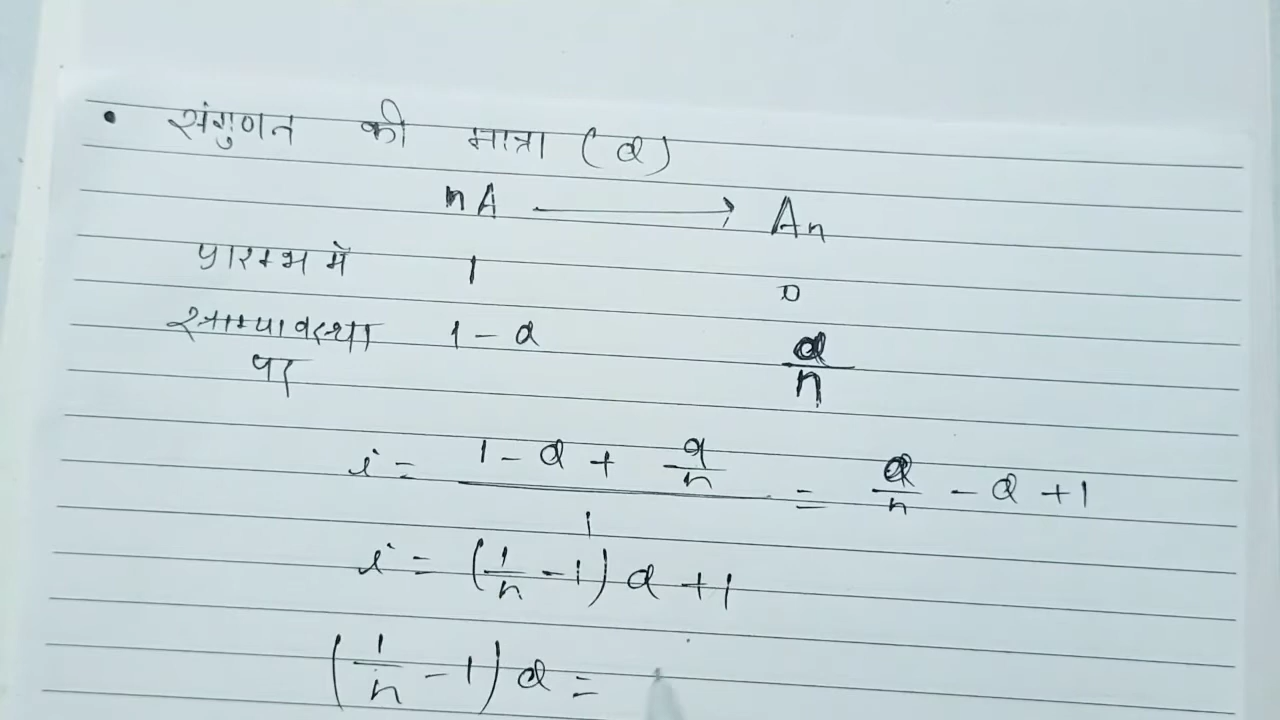 • संगुणन की मात्रा (α)
nA ⟶ An
प्रारम्भ में 1 0
साम्यावस्था पर 1 - α α/n
i = (1 - α + α/n)/1 = α/n - α + 1
i = (1/n - 1) α + 1
(1/n - 1) α =